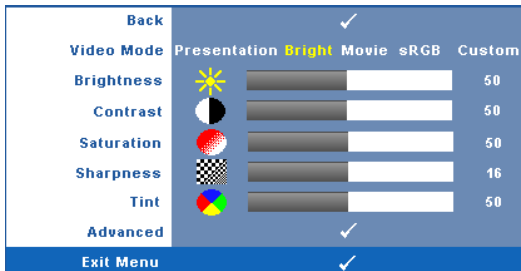 Back
Video Mode Presentation Bright Movie sRGB Custom
Brightness 50
Contrast 50
Saturation 50
Sharpness 16
Tint 50
Advanced
Exit Menu